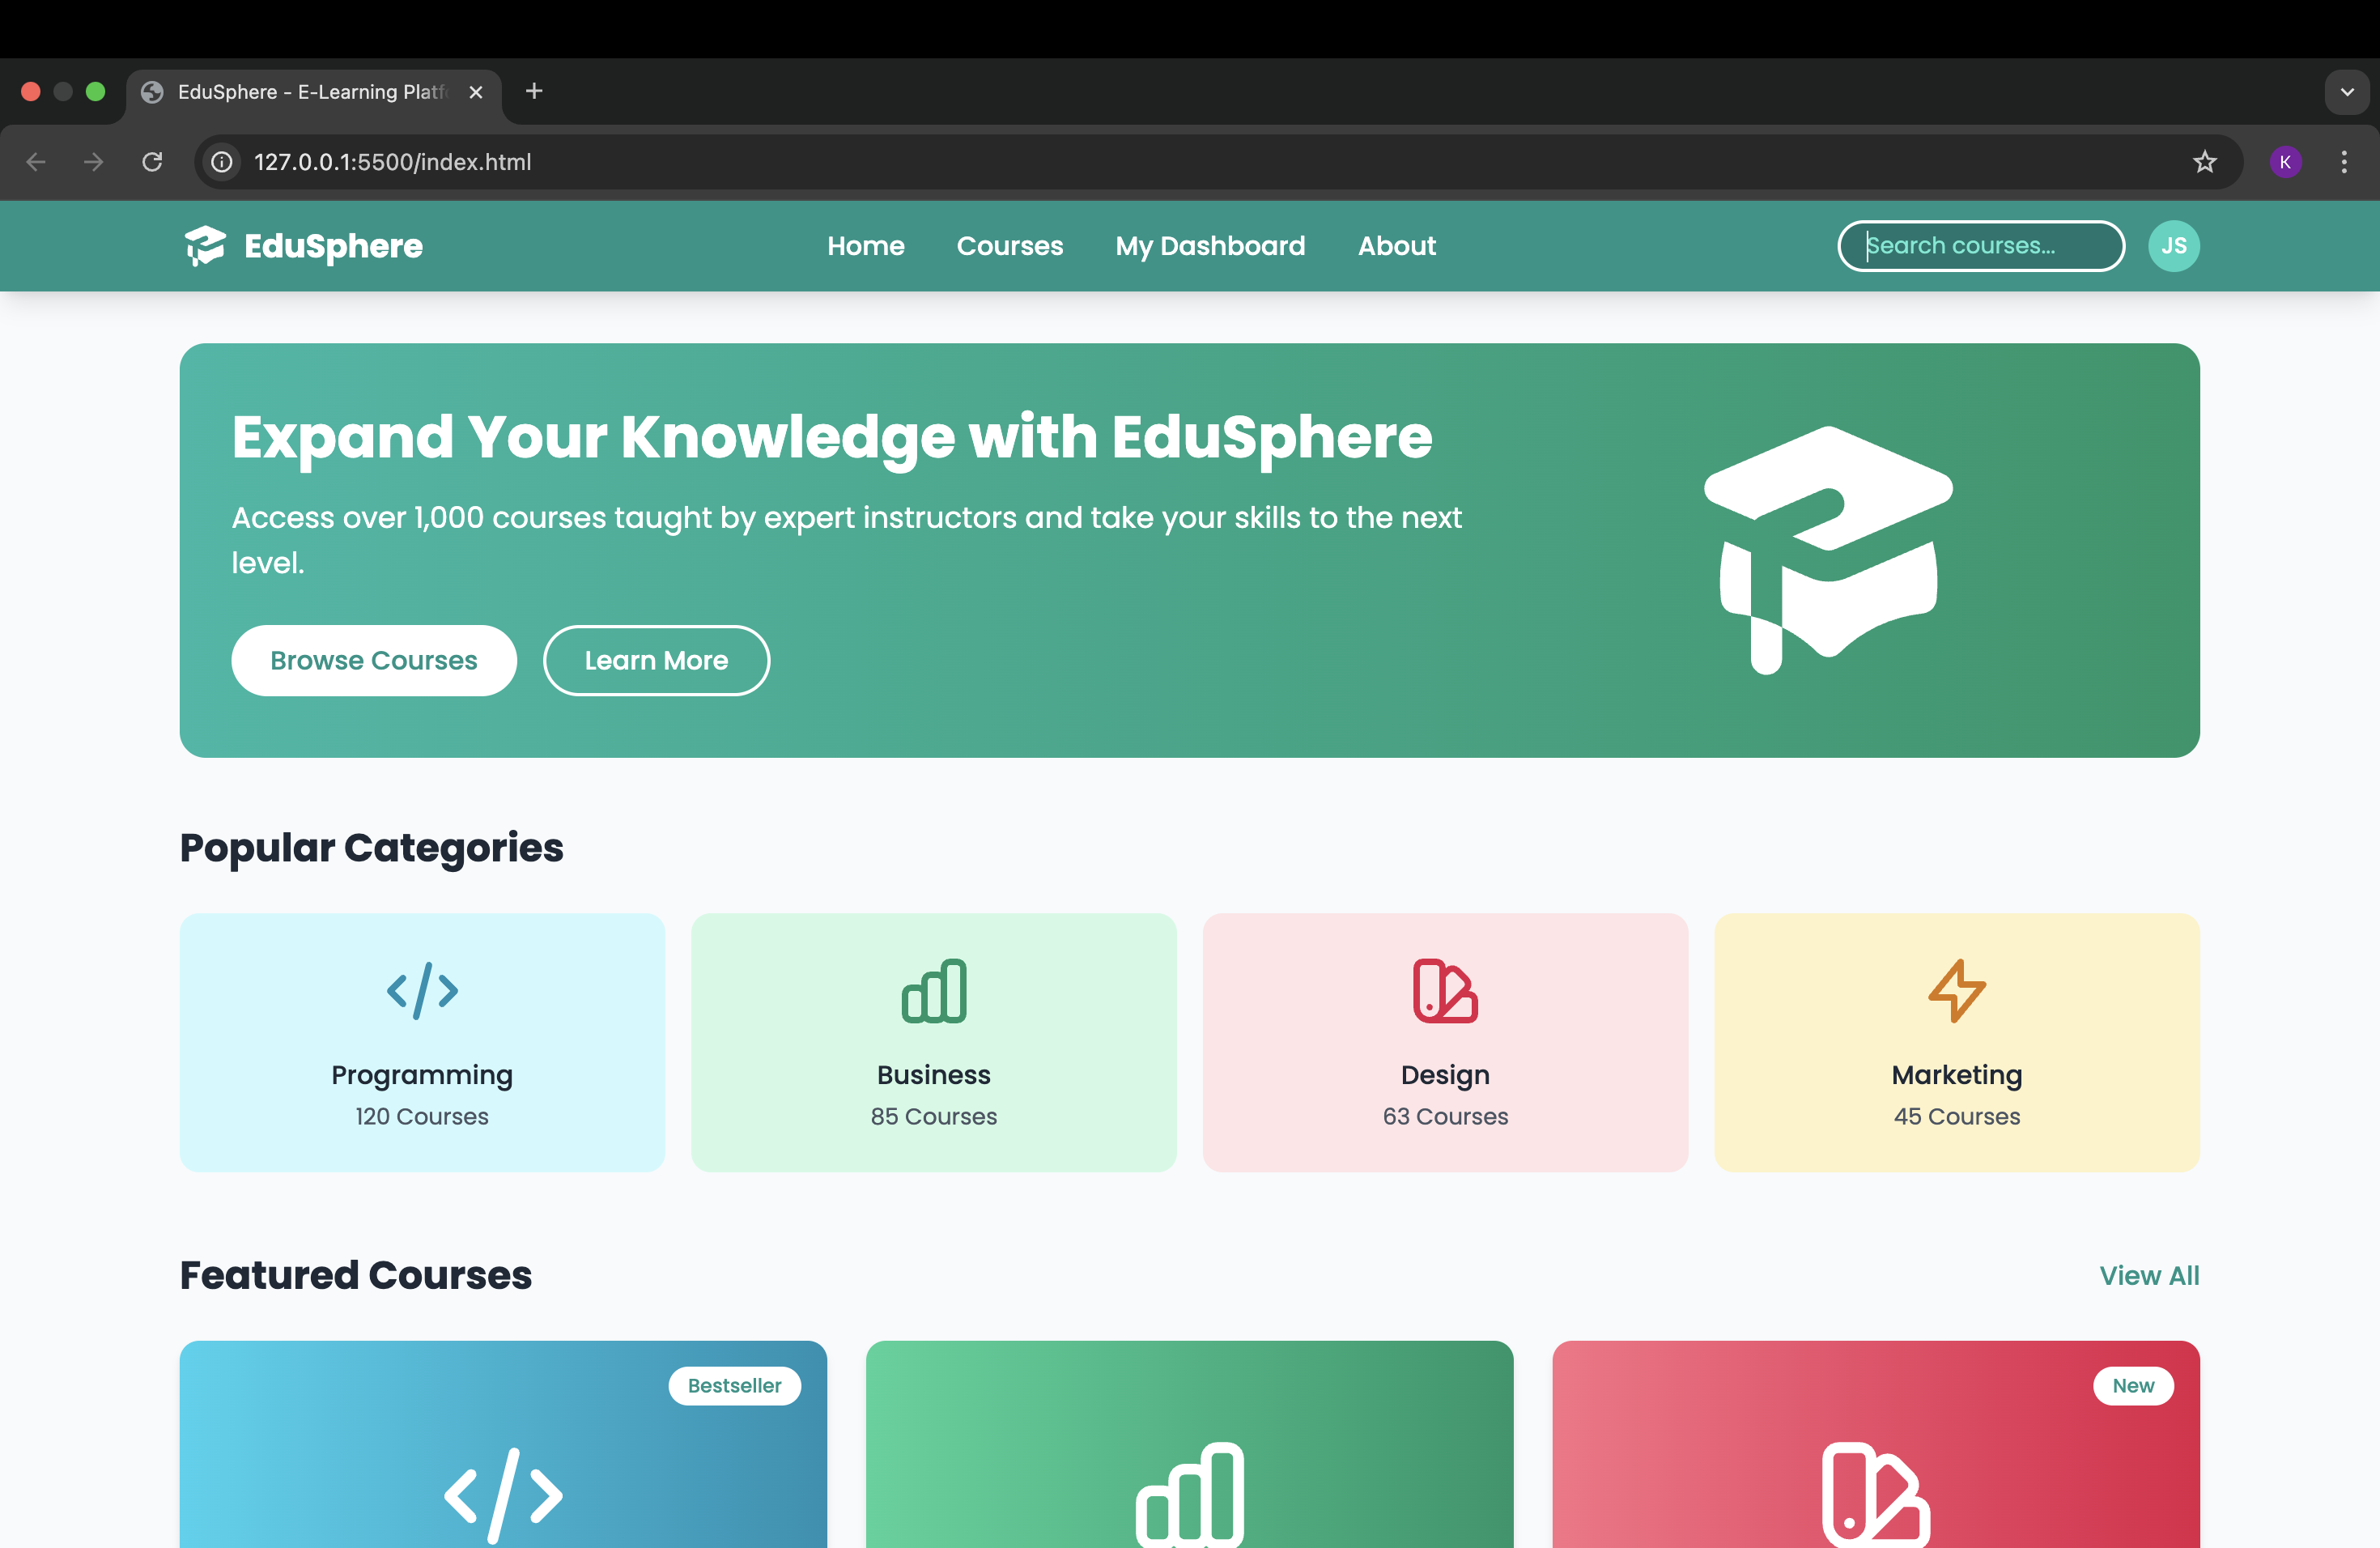 EduSphere - E-Learning Platf
127.0.0.1:5500/index.html
K
EduSphere
Home
Courses
My Dashboard
About
Search courses...
JS
Expand Your Knowledge with EduSphere
Access over 1,000 courses taught by expert instructors and take your skills to the next
level.
Browse Courses
Learn More
Popular Categories
Programming
120 Courses
Business
85 Courses
Design
63 Courses
Marketing
45 Courses
Featured Courses
View All
Bestseller
New